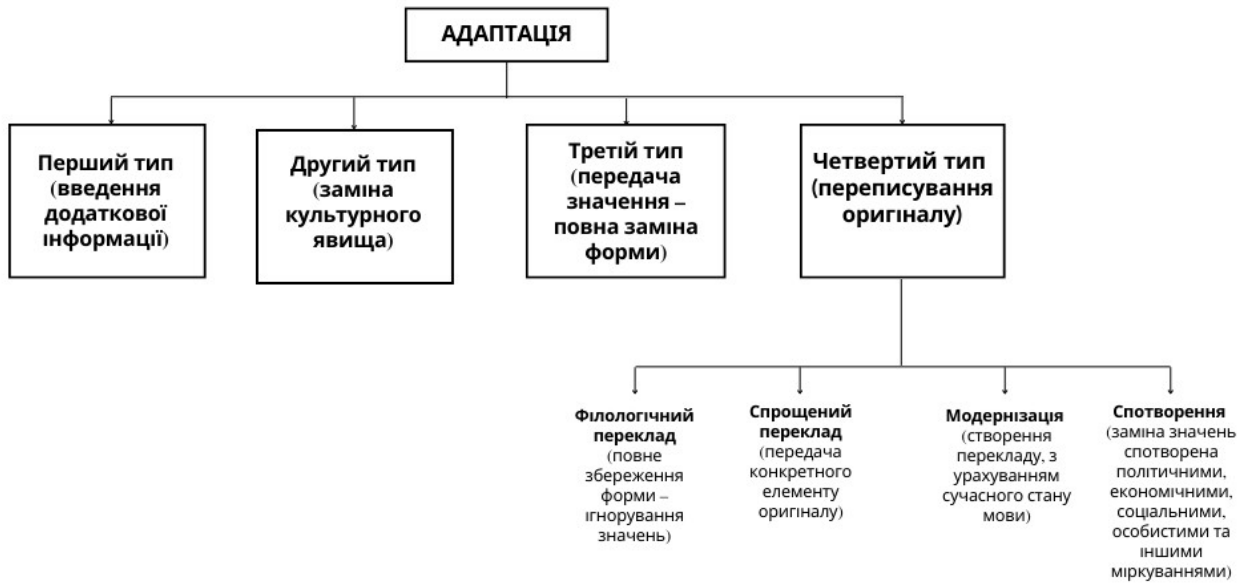 АДАПТАЦІЯ
Перший тип
(введення
додаткової
інформації)
Другий тип
(заміна
культурного
явища)
Третій тип
(передача
значення –
повна заміна
форми)
Четвертий тип
(переписування
оригіналу)
Філологічний
переклад
(повне
збереження
форми –
ігнорування
значень)
Спрощений
переклад
(передача
конкретного
елементу
оригіналу)
Модернізація
(створення
перекладу, з
урахуванням
сучасного стану
мови)
Спотворення
(заміна значень
спотворена
політичними,
економічними,
соціальними,
особистими та
іншими
міркуваннями)